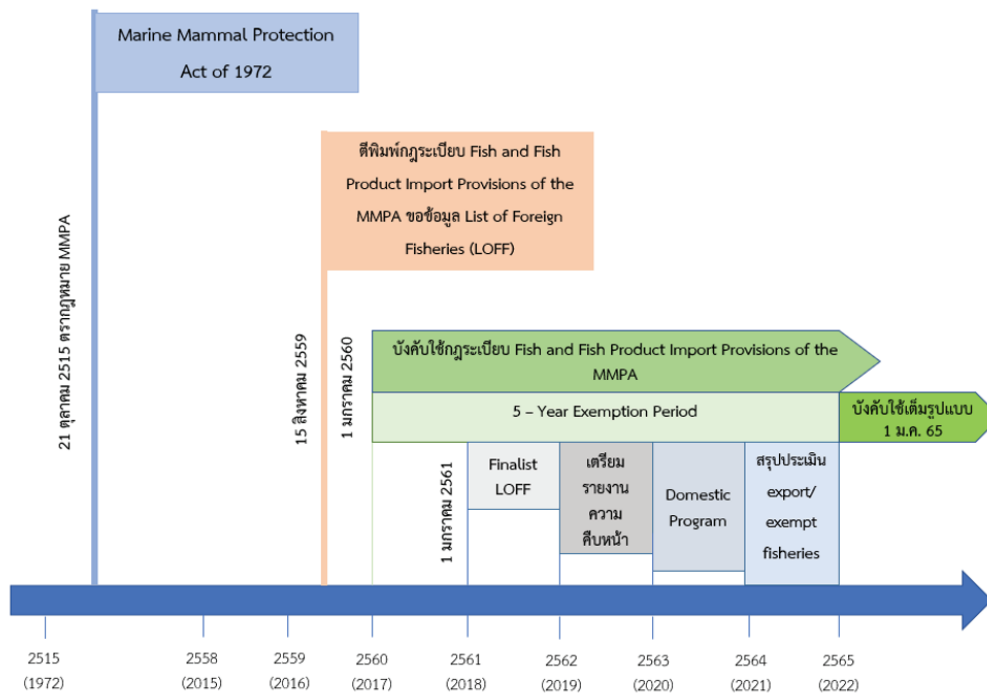 Marine Mammal Protection
Act of 1972
21 ตุลาคม 2515 ตรากฎหมาย MMPA
ตีพิมพ์กฎระเบียบ Fish and Fish
Product Import Provisions of the
MMPA ขอข้อมูล List of Foreign
Fisheries (LOFF)
15 สิงหาคม 2559
1 มกราคม 2560
บังคับใช้กฎระเบียบ Fish and Fish Product Import Provisions of the
MMPA
5 – Year Exemption Period
บังคับใช้เต็มรูปแบบ
1 ม.ค. 65
1 มกราคม 2561
Finalist
LOFF
เตรียม
รายงาน
ความ
คืบหน้า
Domestic
Program
สรุปประเมิน
export/
exempt
fisheries
2515 2558 2559 2560 2561 2562 2563 2564 2565
(1972) (2015) (2016) (2017) (2018) (2019) (2020) (2021) (2022)